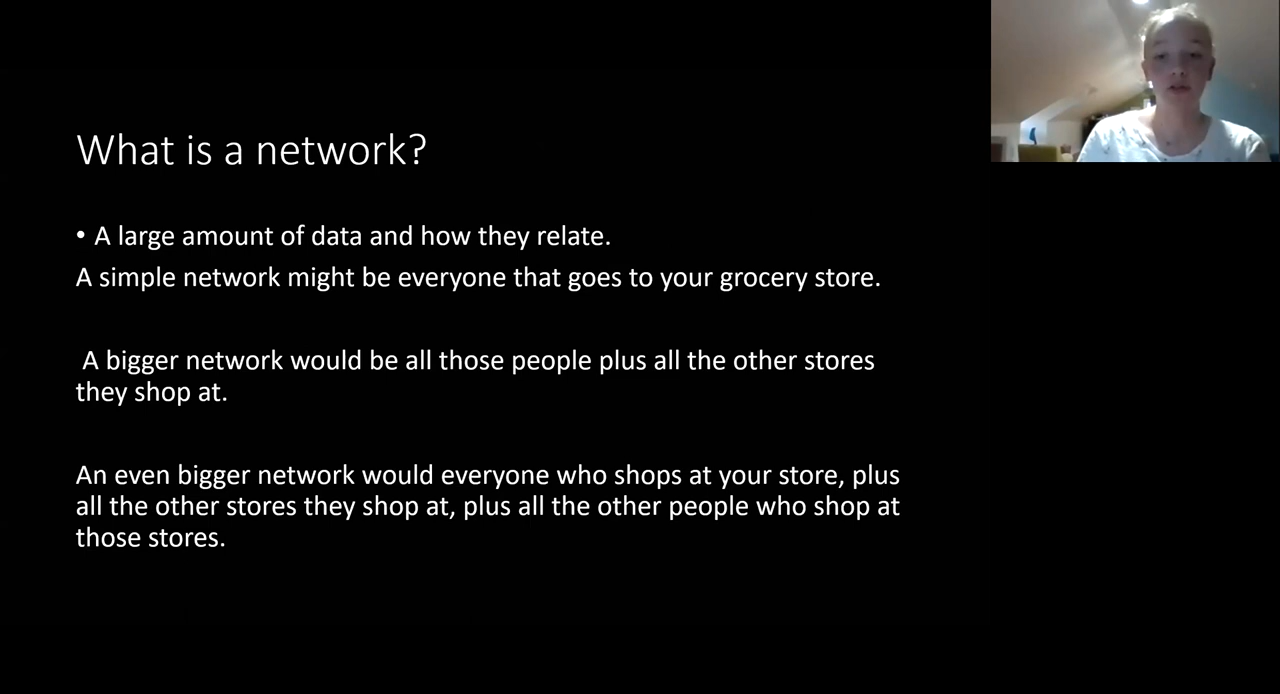 What is a network?
• A large amount of data and how they relate.
A simple network might be everyone that goes to your grocery store.
A bigger network would be all those people plus all the other stores
they shop at.
An even bigger network would everyone who shops at your store, plus
all the other stores they shop at, plus all the other people who shop at
those stores.